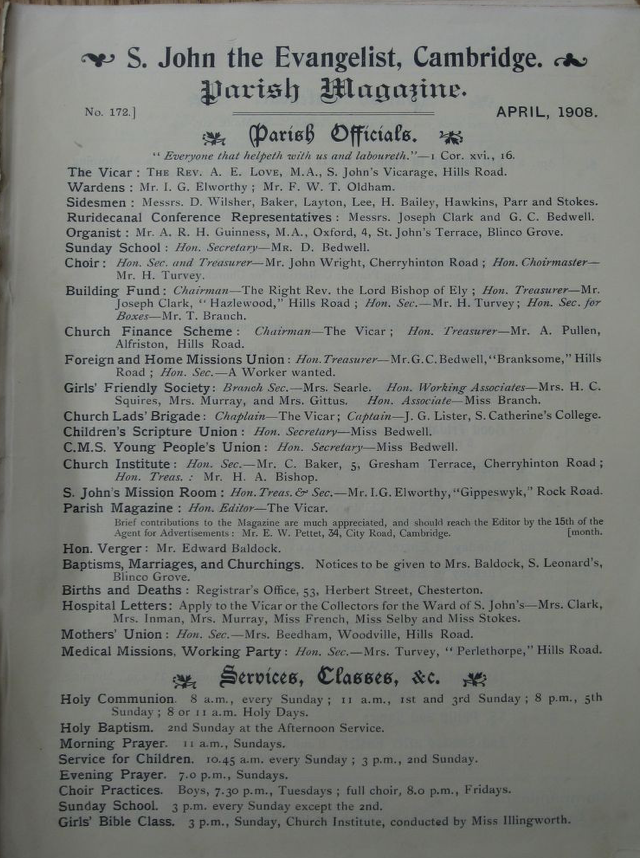 S. John the Evangelist, Cambridge.
Parish Magazine.
No. 172.]
APRIL, 1908.
Parish Officials.
"Everyone that helpeth with us and laboureth."—1 Cor. xvi., 16.
The Vicar : THE REV. A. E. LOVE, M.A., S. John's Vicarage, Hills Road.
Wardens : Mr. I. G. Elworthy ; Mr. F. W. T. Oldham.
Sidesmen : Messrs. D. Wilsher, Baker, Layton, Lee, H. Bailey, Hawkins, Parr and Stokes.
Ruridecanal Conference Representatives : Messrs. Joseph Clark and G. C. Bedwell.
Organist : Mr. A. R. H. Guinness, M.A., Oxford, 4, St. John's Terrace, Blinco Grove.
Sunday School : Hon. Secretary—MR. D. Bedwell.
Choir : Hon. Sec. and Treasurer—Mr. John Wright, Cherryhinton Road ; Hon. Choirmaster—
Mr. H. Turvey.
Building Fund : Chairman—The Right Rev. the Lord Bishop of Ely ; Hon. Treasurer—Mr.
Joseph Clark, "Hazlewood," Hills Road ; Hon. Sec.—Mr. H. Turvey; Hon. Sec. for
Boxes—Mr. T. Branch.
Church Finance Scheme : Chairman—The Vicar ; Hon. Treasurer—Mr. A. Pullen,
Alfriston, Hills Road.
Foreign and Home Missions Union : Hon. Treasurer—Mr.G.C.Bedwell,"Branksome," Hills
Road ; Hon. Sec.—A Worker wanted.
Girls' Friendly Society : Branch Sec.—Mrs. Searle. Hon. Working Associates—Mrs. H. C.
Squires, Mrs. Murray, and Mrs. Gittus. Hon. Associate—Miss Branch.
Church Lads' Brigade : Chaplain—The Vicar; Captain—J. G. Lister, S. Catherine's College.
Children's Scripture Union : Hon. Secretary—Miss Bedwell.
C.M.S. Young People's Union : Hon. Secretary—Miss Bedwell.
Church Institute : Hon. Sec.—Mr. C. Baker, 5, Gresham Terrace, Cherryhinton Road ;
Hon. Treas. : Mr. H. A. Bishop.
S. John's Mission Room : Hon. Treas. & Sec.—Mr. I.G. Elworthy,"Gippeswyk," Rock Road.
Parish Magazine : Hon. Editor—The Vicar.
Brief contributions to the Magazine are much appreciated, and should reach the Editor by the 15th of the
Agent for Advertisements : Mr. E. W. Pettet, 34, City Road, Cambridge. [month.
Hon. Verger : Mr. Edward Baldock.
Baptisms, Marriages, and Churchings. Notices to be given to Mrs. Baldock, S. Leonard's,
Blinco Grove.
Births and Deaths : Registrar's Office, 53, Herbert Street, Chesterton.
Hospital Letters : Apply to the Vicar or the Collectors for the Ward of S. John's—Mrs. Clark,
Mrs. Inman, Mrs. Murray, Miss French, Miss Selby and Miss Stokes.
Mothers' Union : Hon. Sec.—Mrs. Beedham, Woodville, Hills Road.
Medical Missions, Working Party : Hon. Sec.—Mrs. Turvey, "Perlethorpe," Hills Road.
Services, Classes, &c.
Holy Communion. 8 a.m., every Sunday ; 11 a.m., 1st and 3rd Sunday ; 8 p.m., 5th
Sunday ; 8 or 11 a.m. Holy Days.
Holy Baptism. 2nd Sunday at the Afternoon Service.
Morning Prayer. 11 a.m., Sundays.
Service for Children. 10.45 a.m. every Sunday ; 3 p.m., 2nd Sunday.
Evening Prayer. 7.0 p.m., Sundays.
Choir Practices. Boys, 7.30 p.m., Tuesdays ; full choir, 8.0 p.m., Fridays.
Sunday School. 3 p.m. every Sunday except the 2nd.
Girls' Bible Class. 3 p.m., Sunday, Church Institute, conducted by Miss Illingworth.